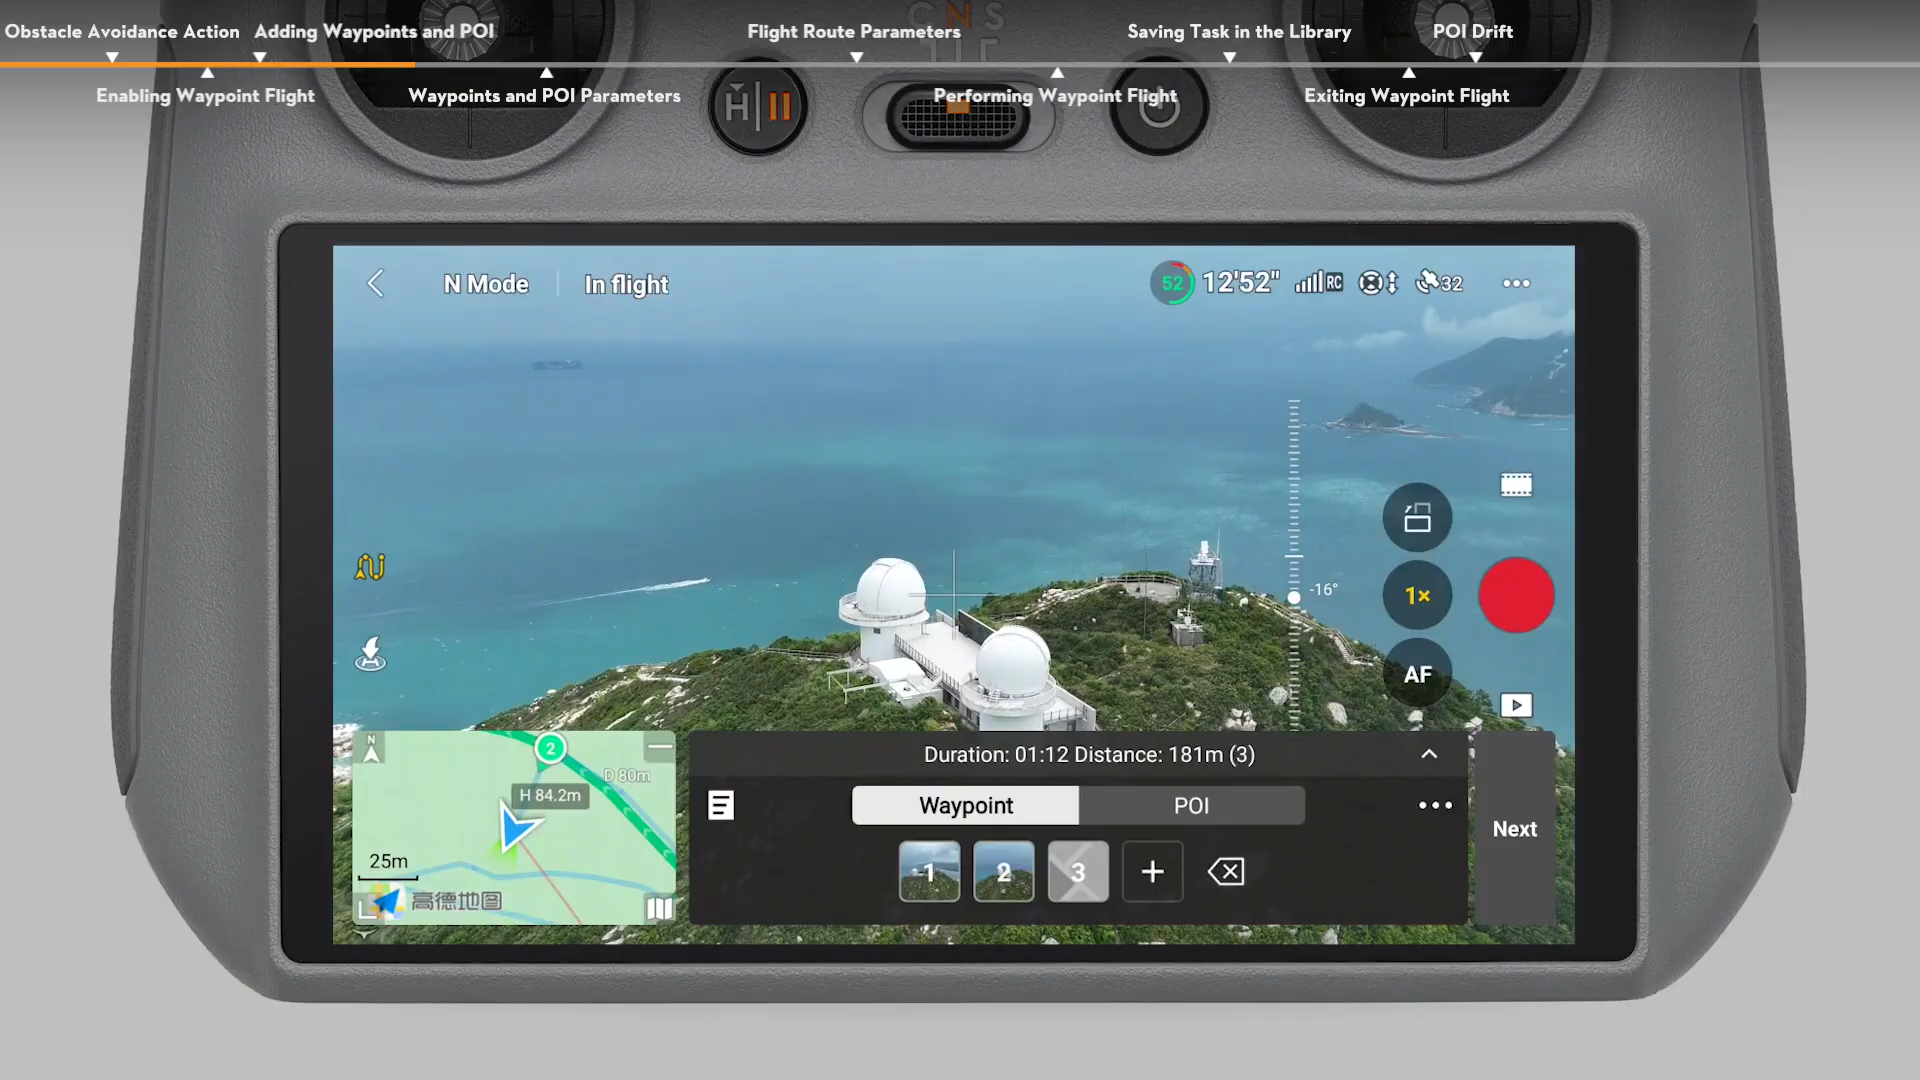 Obstacle Avoidance Action
Adding Waypoints and POI
Flight Route Parameters
Saving Task in the Library
POI Drift
Enabling Waypoint Flight
Waypoints and POI Parameters
Performing Waypoint Flight
Exiting Waypoint Flight
C N S
H
N Mode
In flight
52
12'52"
RC
32
-16°
1×
AF
N
2
D 80m
H 84.2m
25m
高德地图
Duration: 01:12 Distance: 181m (3)
Waypoint
POI
1
2
3
+
Next